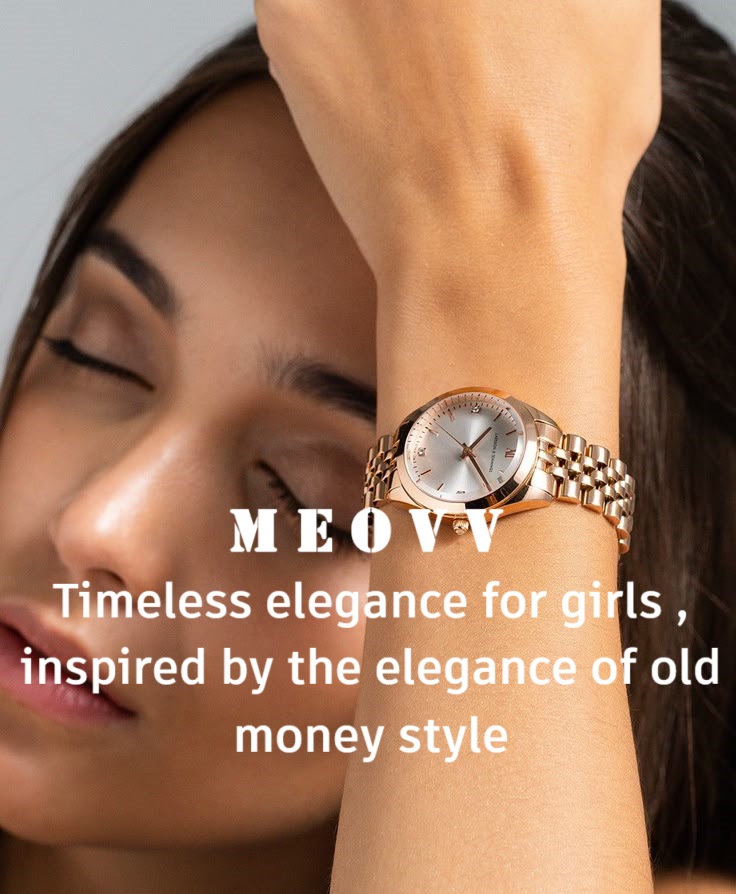 MEOVV
Timeless elegance for girls ,
inspired by the elegance of old
money style